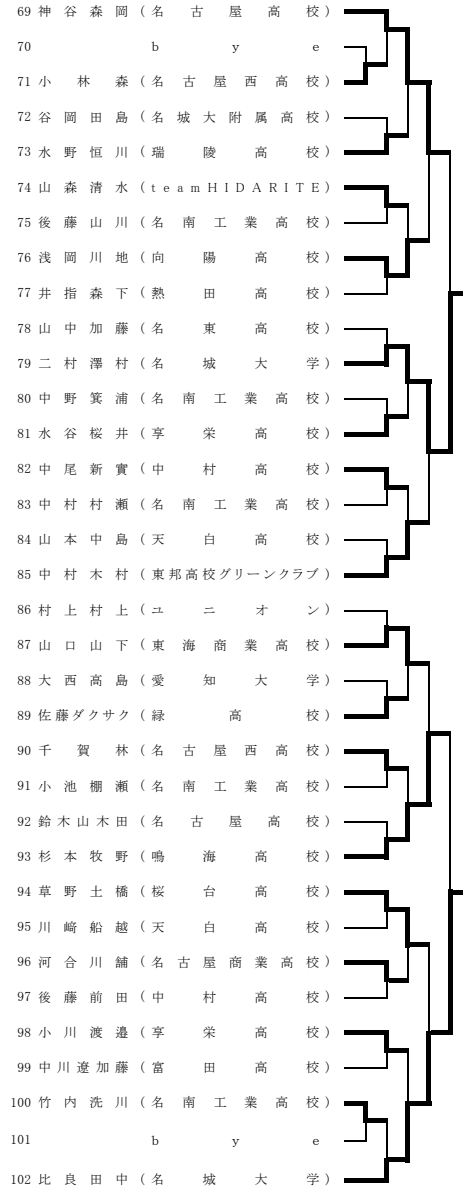 69 神谷森岡（名古屋高校）
70 bye
71 小林森（名古屋西高校）
72 谷岡田島（名城大附属高校）
73 水野恒川（瑞陵高校）
74 山森清水（teamHIDARITE）
75 後藤山川（名南工業高校）
76 浅岡川地（向陽高校）
77 井指森下（熱田高校）
78 山中加藤（名東高校）
79 二村澤村（名城大学）
80 中野箕浦（名南工業高校）
81 水谷桜井（享栄高校）
82 中尾新實（中村高校）
83 中村村瀬（名南工業高校）
84 山本中島（天白高校）
85 中村木村（東邦高校グリーンクラブ）
86 村上村上（ユニオン）
87 山口山下（東海商業高校）
88 大西高島（愛知大学）
89 佐藤ダクサク（緑高校）
90 千賀林（名古屋西高校）
91 小池棚瀬（名南工業高校）
92 鈴木山木田（名古屋高校）
93 杉本牧野（鳴海高校）
94 草野土橋（桜台高校）
95 川﨑船越（天白高校）
96 河合川舗（名古屋商業高校）
97 後藤前田（中村高校）
98 小川渡邉（享栄高校）
99 中川遼加藤（富田高校）
100 竹内洗川（名南工業高校）
101 bye
102 比良田中（名城大学）